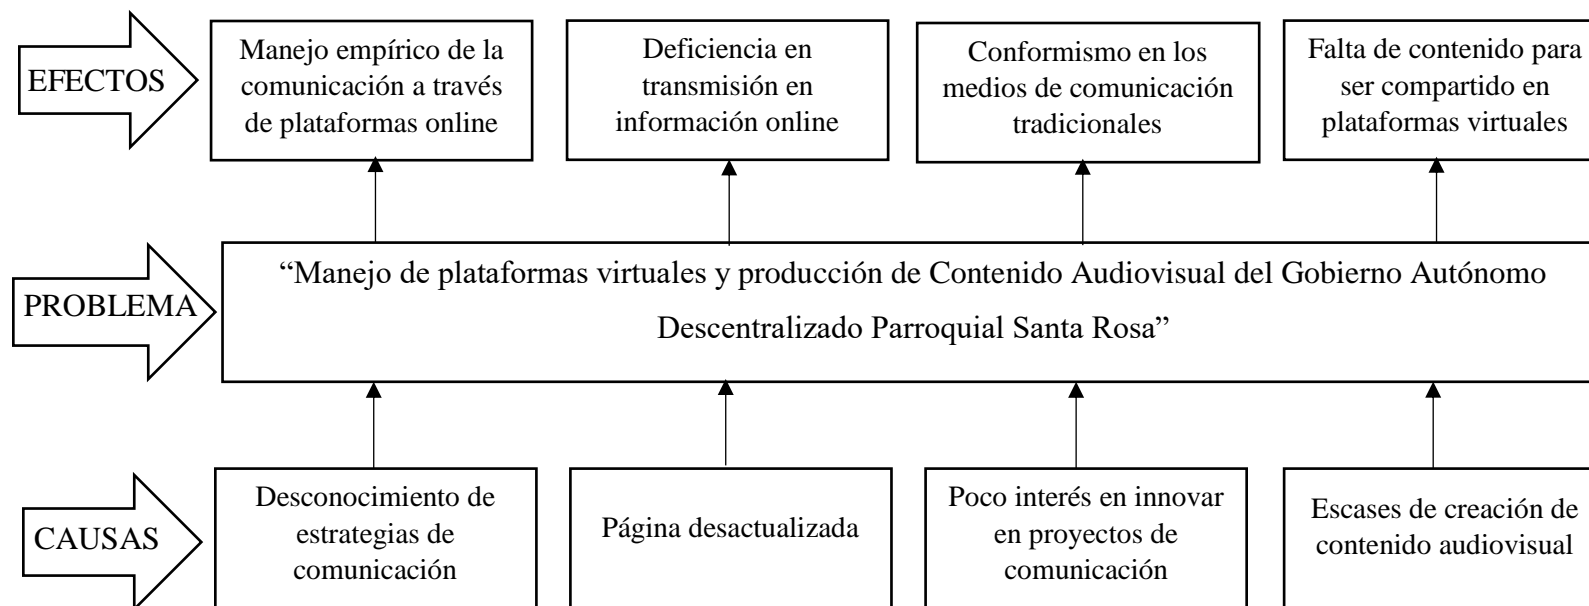 EFECTOS
Manejo empírico de la
comunicación a través
de plataformas online
Deficiencia en
transmisión en
información online
Conformismo en los
medios de comunicación
tradicionales
Falta de contenido para
ser compartido en
plataformas virtuales
PROBLEMA
“Manejo de plataformas virtuales y producción de Contenido Audiovisual del Gobierno Autónomo
Descentralizado Parroquial Santa Rosa”
CAUSAS
Desconocimiento de
estrategias de
comunicación
Página desactualizada
Poco interés en innovar
en proyectos de
comunicación
Escases de creación de
contenido audiovisual